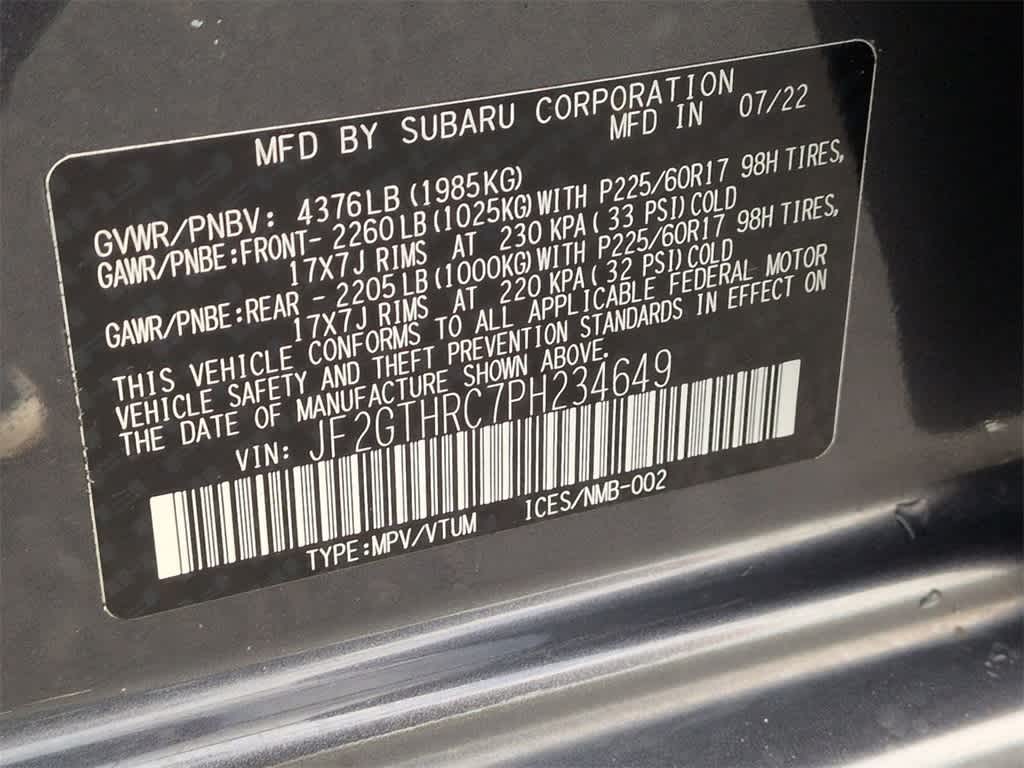 MFD BY SUBARU CORPORATION
MFD IN 07/22
GVWR/PNBV: 4376LB (1985KG)
GAWR/PNBE:FRONT- 2260LB (1025KG)WITH P225/60R17 98H TIRES,
17X7J RIMS AT 230 KPA( 33 PSI)COLD
GAWR/PNBE:REAR - 2205LB (1000KG)WITH P225/60R17 98H TIRES,
17X7J RIMS AT 220 KPA( 32 PSI)COLD
THIS VEHICLE CONFORMS TO ALL APPLICABLE FEDERAL MOTOR
VEHICLE SAFETY AND THEFT PREVENTION STANDARDS IN EFFECT ON
THE DATE OF MANUFACTURE SHOWN ABOVE.
VIN: JF2GTHRC7PH234649
TYPE:MPV/VTUM ICES/NMB-002